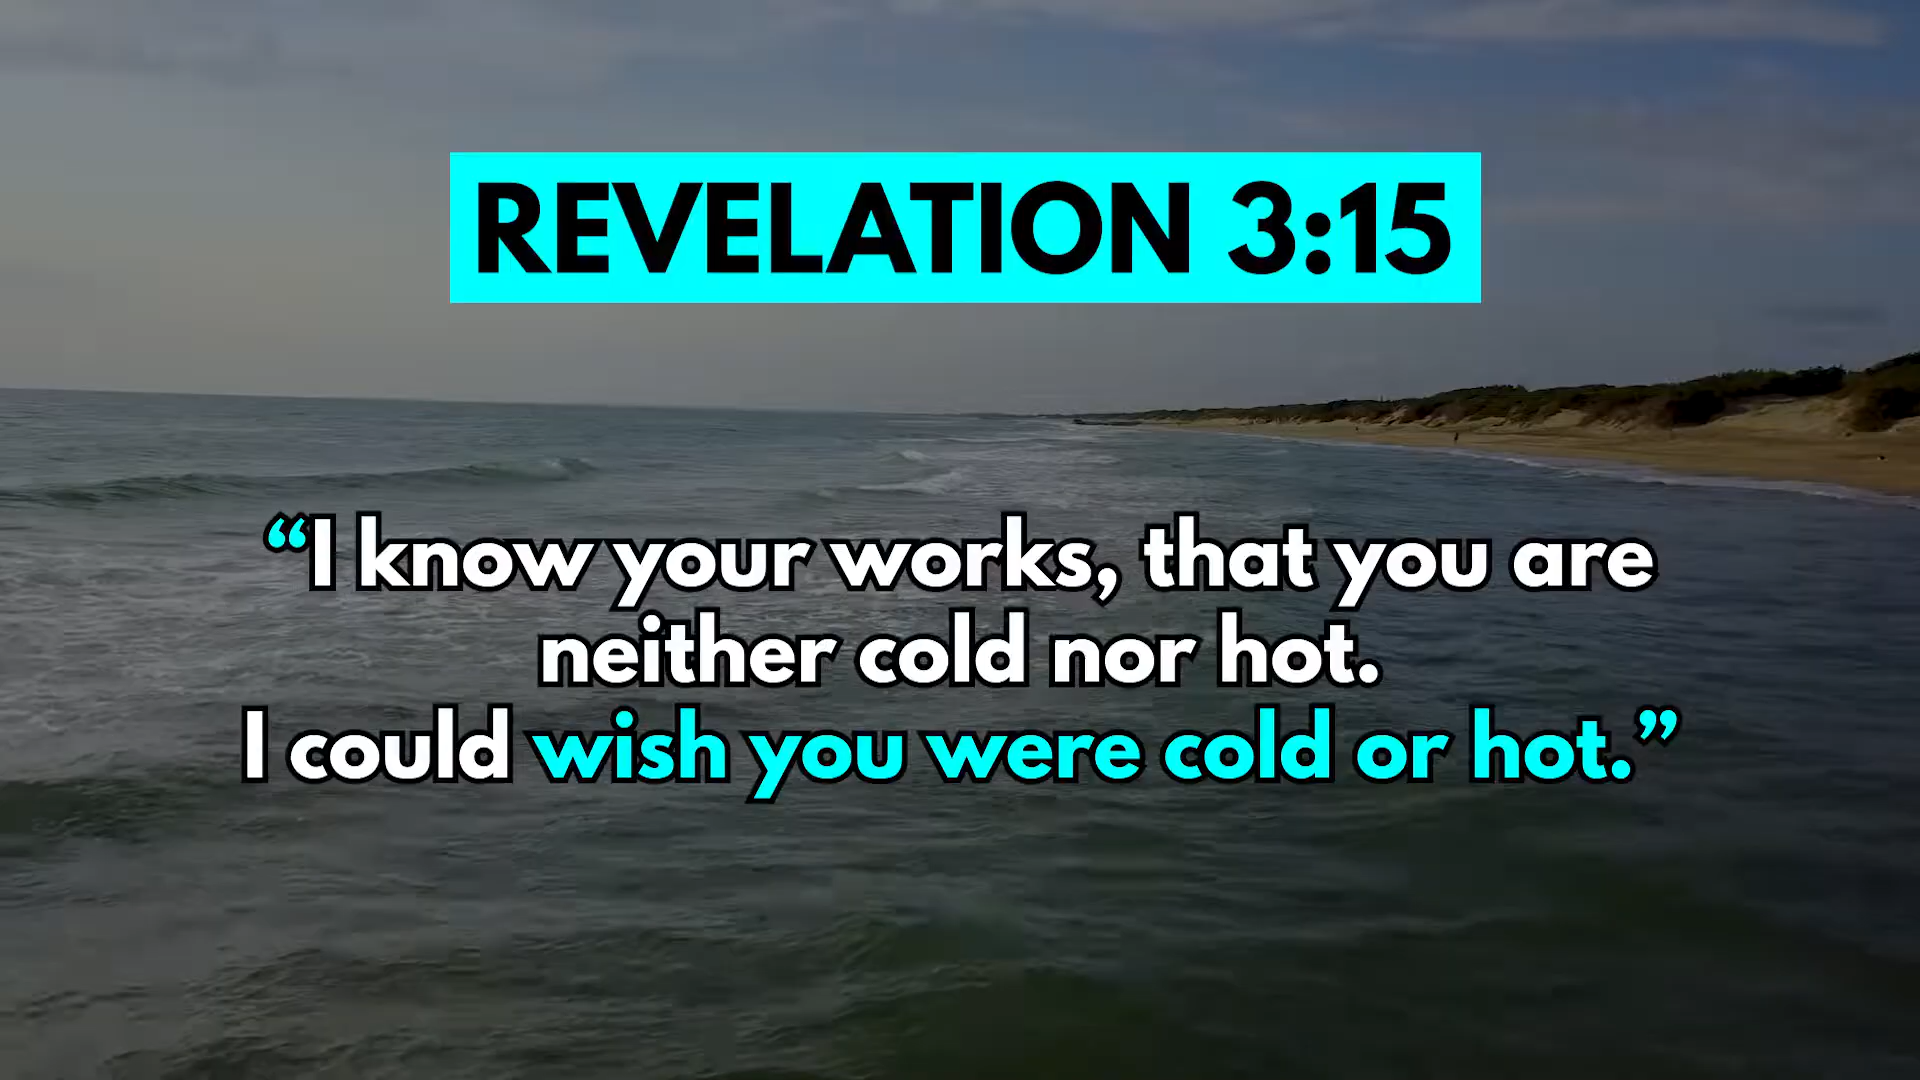 REVELATION 3:15
“I know your works, that you are
neither cold nor hot.
I could wish you were cold or hot.”